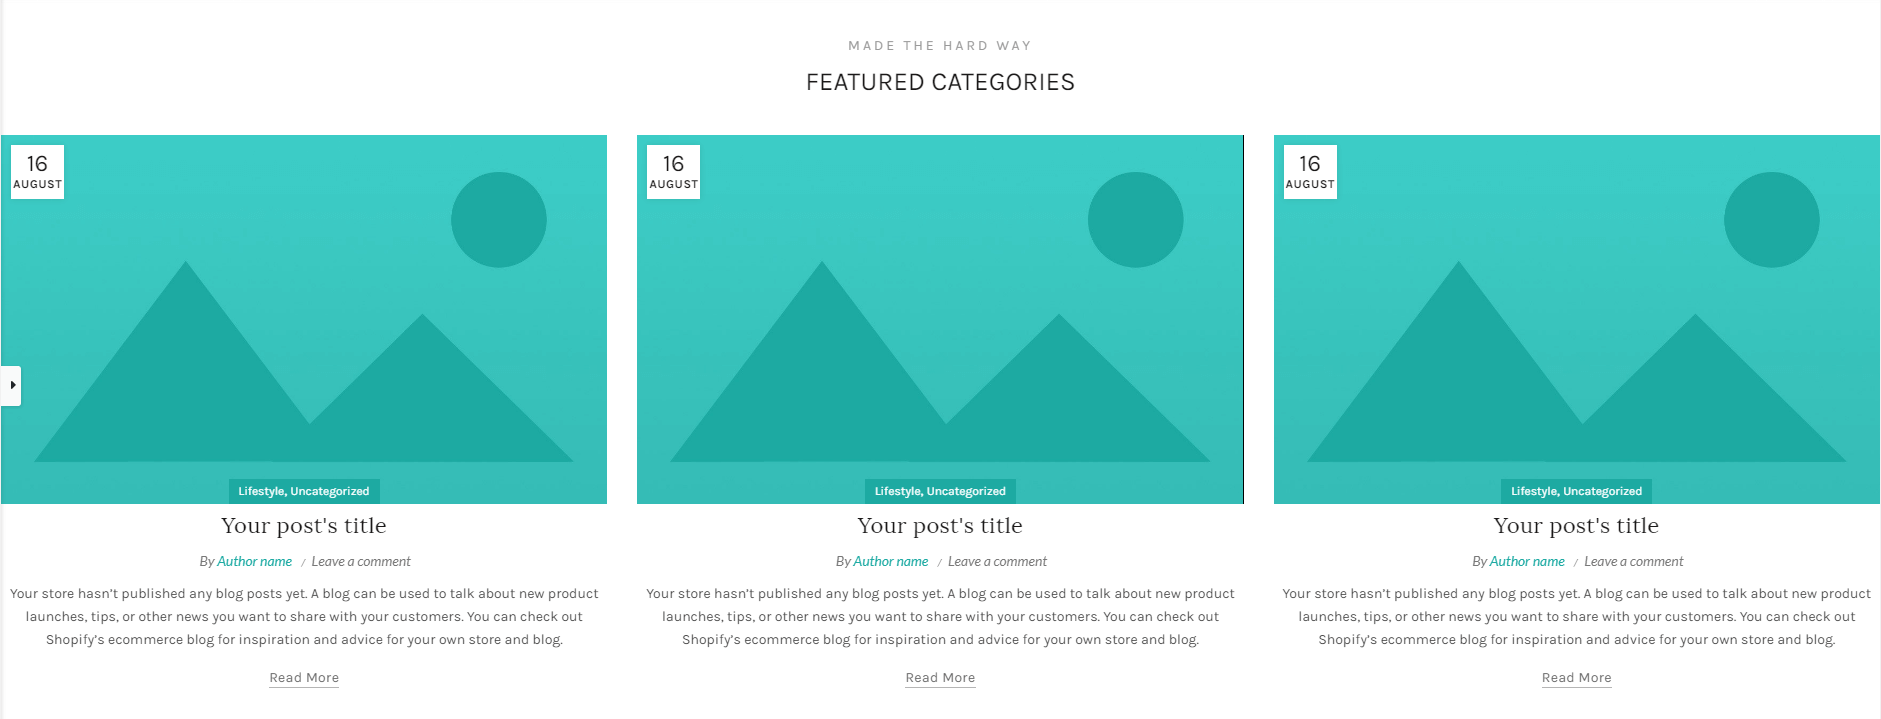 MADE THE HARD WAY
FEATURED CATEGORIES
16
AUGUST
Lifestyle, Uncategorized
Your post's title
By Author name / Leave a comment
Your store hasn’t published any blog posts yet. A blog can be used to talk about new product
launches, tips, or other news you want to share with your customers. You can check out
Shopify’s ecommerce blog for inspiration and advice for your own store and blog.
Read More
16
AUGUST
Lifestyle, Uncategorized
Your post's title
By Author name / Leave a comment
Your store hasn’t published any blog posts yet. A blog can be used to talk about new product
launches, tips, or other news you want to share with your customers. You can check out
Shopify’s ecommerce blog for inspiration and advice for your own store and blog.
Read More
16
AUGUST
Lifestyle, Uncategorized
Your post's title
By Author name / Leave a comment
Your store hasn’t published any blog posts yet. A blog can be used to talk about new product
launches, tips, or other news you want to share with your customers. You can check out
Shopify’s ecommerce blog for inspiration and advice for your own store and blog.
Read More